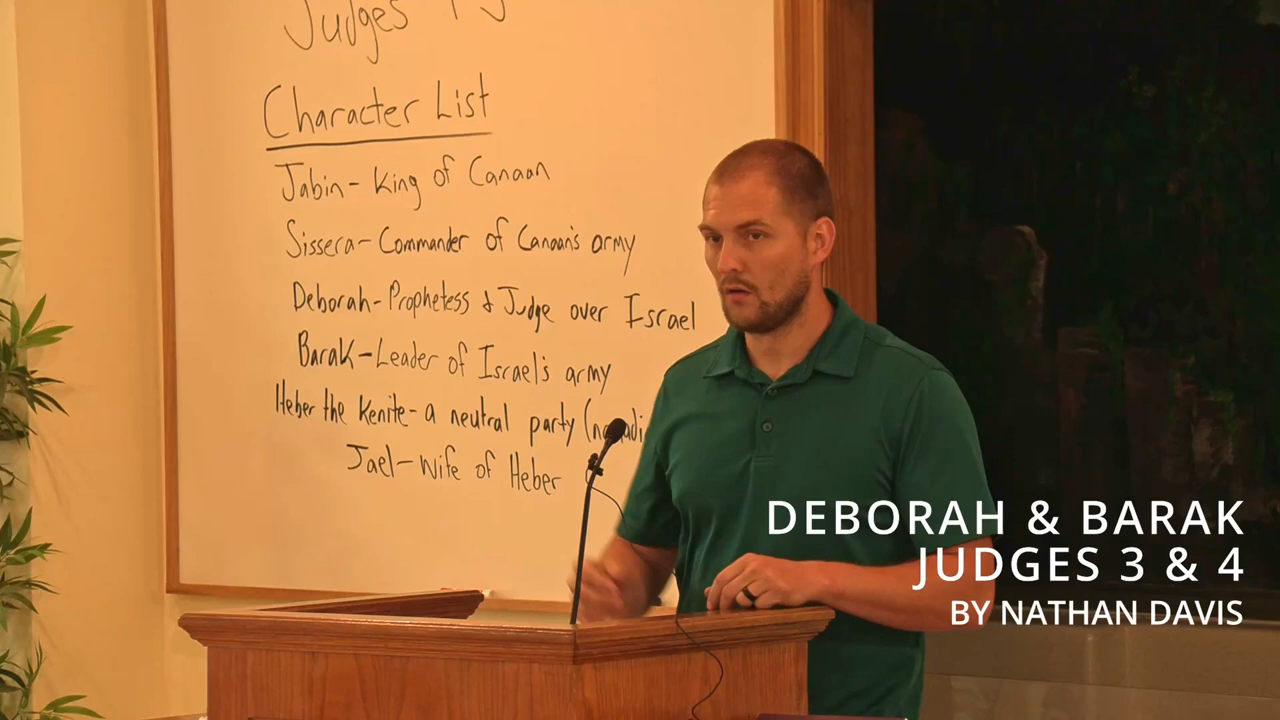 Judges
Character List
Jabin- King of Canaan
Sissera- Commander of Canaan's army
Deborah- Prophetess & Judge over Israel
Barak- Leader of Israel's army
Heber the Kenite- a neutral party
Jael- Wife of Heber
DEBORAH & BARAK
JUDGES 3 & 4
BY NATHAN DAVIS